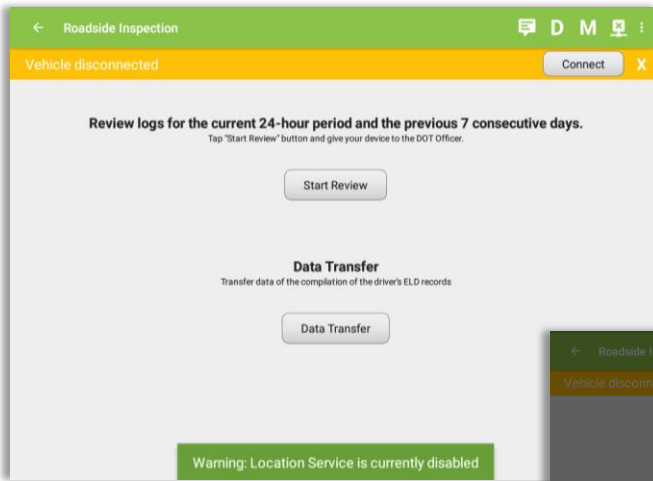 Roadside Inspection D M
Vehicle disconnected Connect X
Review logs for the current 24-hour period and the previous 7 consecutive days.
Tap "Start Review" button and give your device to the DOT Officer.
Start Review
Data Transfer
Transfer data of the compilation of the driver's ELD records
Data Transfer
Roadside I
Vehicle disconn
Warning: Location Service is currently disabled